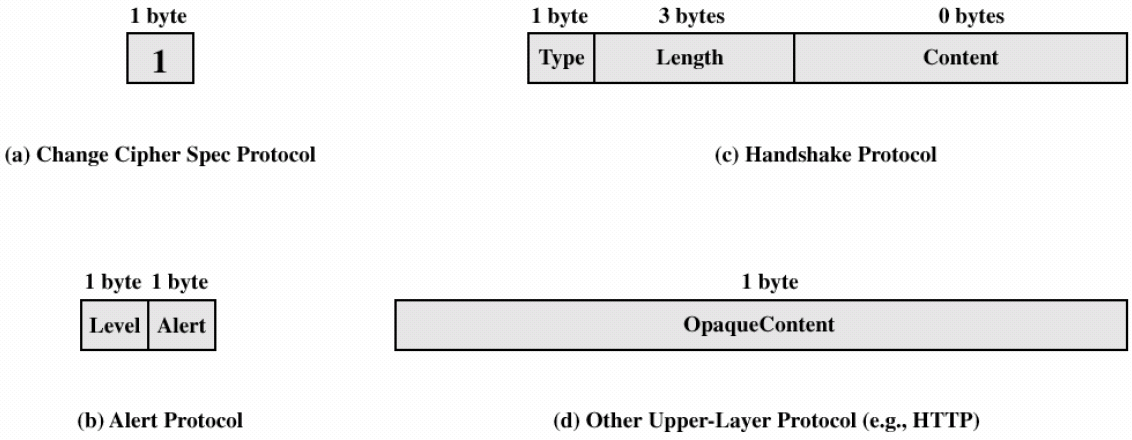 1 byte
1
(a) Change Cipher Spec Protocol
1 byte 3 bytes 0 bytes
Type Length Content
(c) Handshake Protocol
1 byte 1 byte
Level Alert
(b) Alert Protocol
1 byte
OpaqueContent
(d) Other Upper-Layer Protocol (e.g., HTTP)